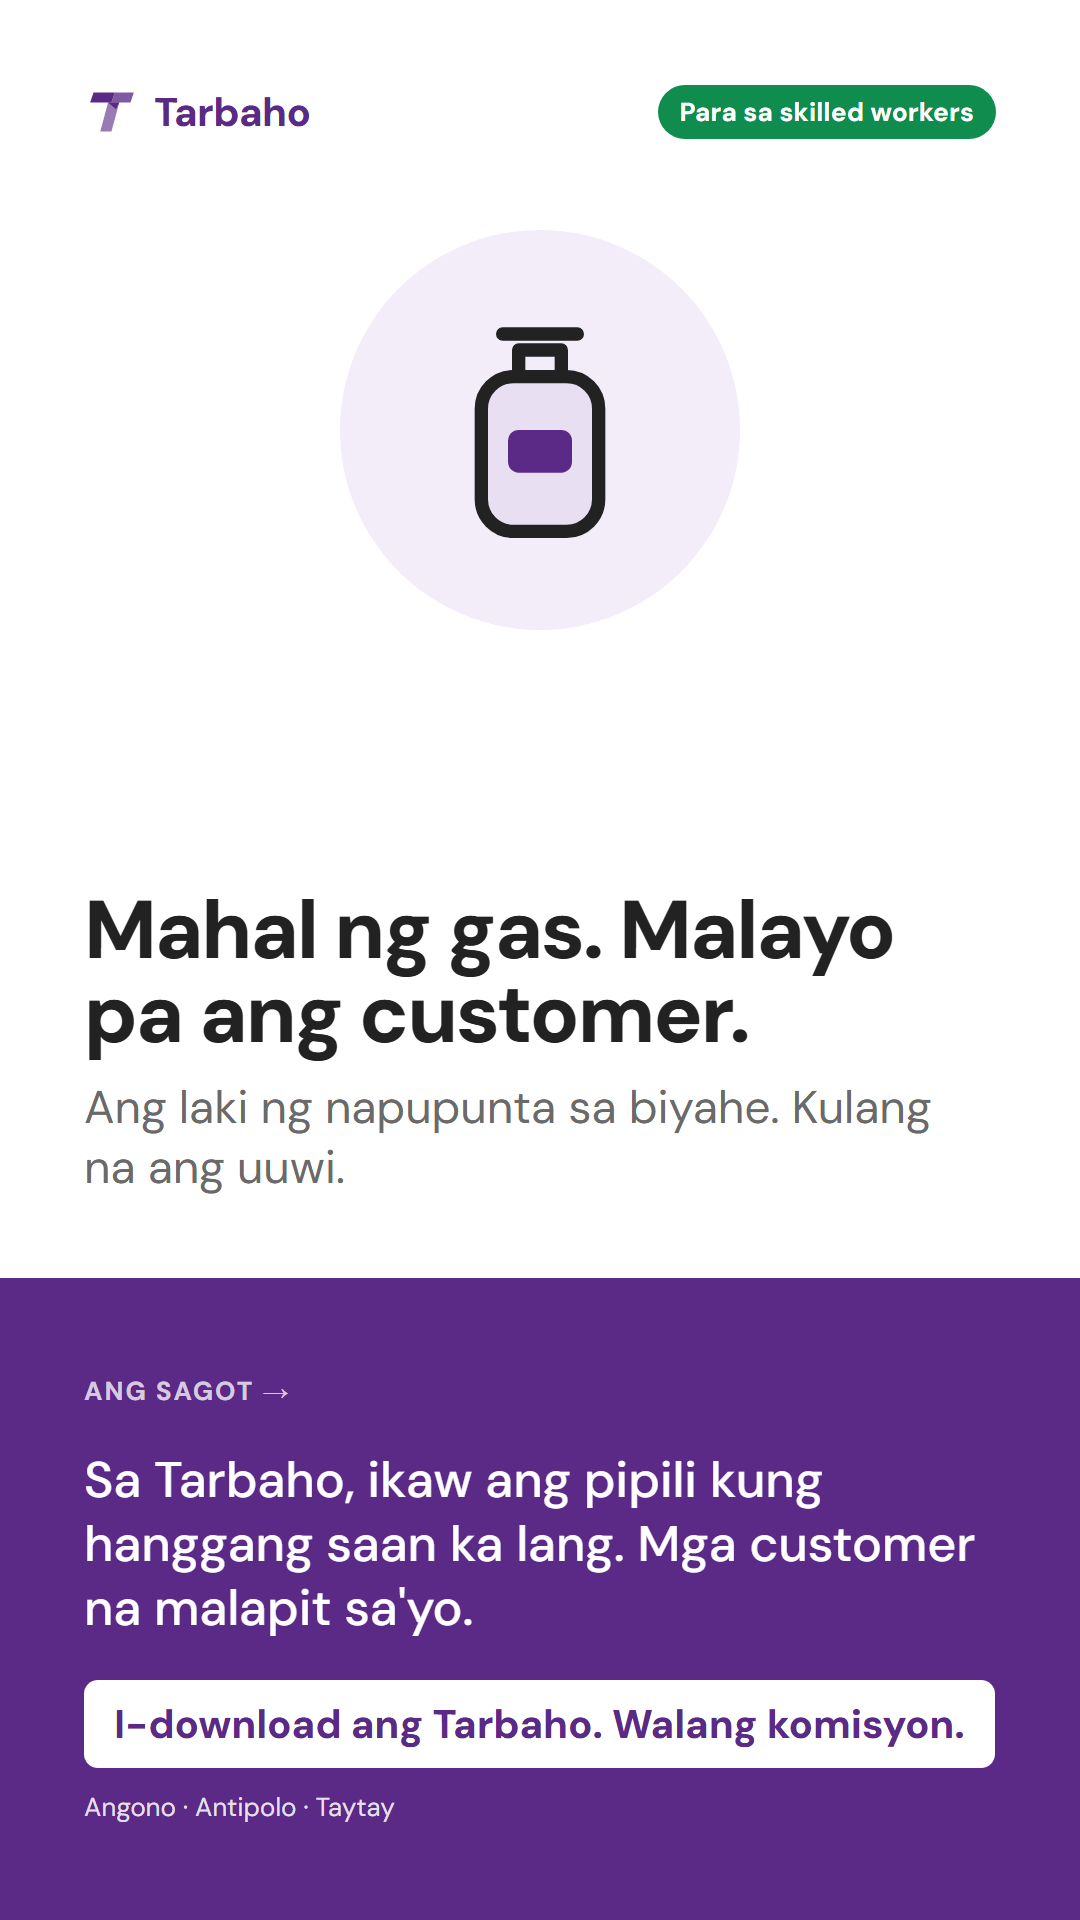 Tarbaho
Para sa skilled workers
Mahal ng gas. Malayo
pa ang customer.
Ang laki ng napupunta sa biyahe. Kulang
na ang uuwi.
ANG SAGOT →
Sa Tarbaho, ikaw ang pipili kung
hanggang saan ka lang. Mga customer
na malapit sa'yo.
I-download ang Tarbaho. Walang komisyon.
Angono · Antipolo · Taytay